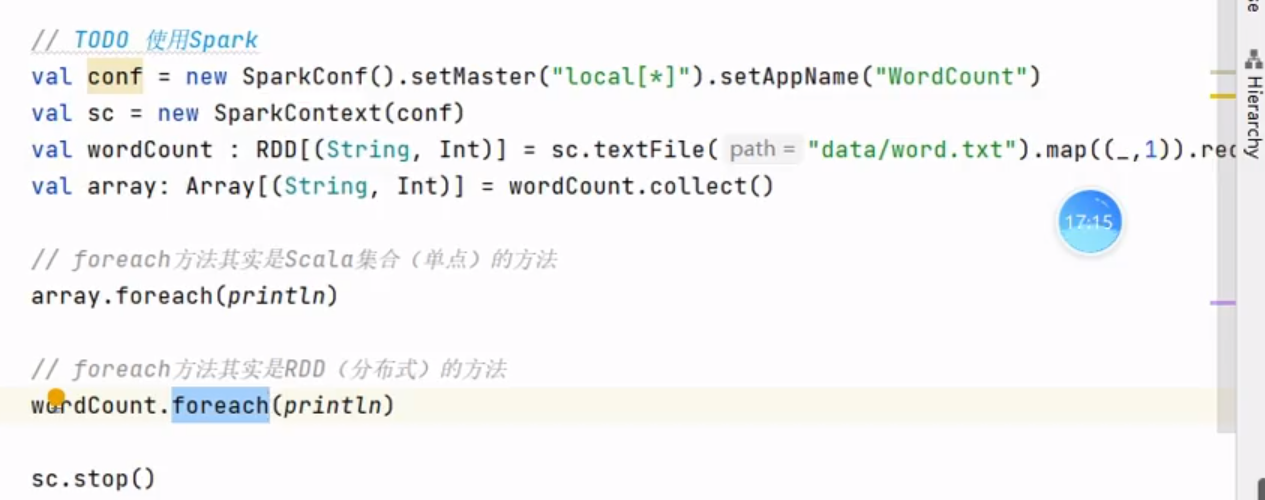 // TODO 使用Spark
val conf = new SparkConf().setMaster("local[*]").setAppName("WordCount")
val sc = new SparkContext(conf)
val wordCount : RDD[(String, Int)] = sc.textFile( path = "data/word.txt").map((_,1)).rec
val array: Array[(String, Int)] = wordCount.collect()
17:15
// foreach方法其实是Scala集合（单点）的方法
array.foreach(println)
// foreach方法其实是RDD（分布式）的方法
wordCount.foreach(println)
sc.stop()
se
Hierarchy